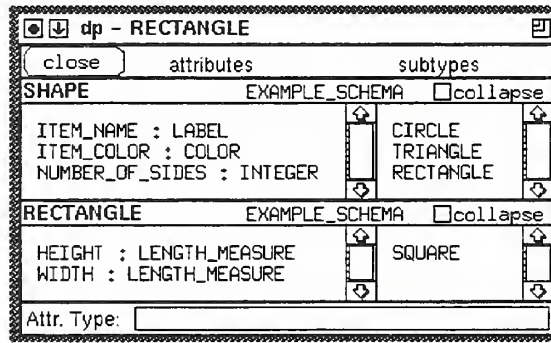 dp - RECTANGLE
close attributes subtypes
SHAPE EXAMPLE_SCHEMA collapse
ITEM_NAME : LABEL CIRCLE
ITEM_COLOR : COLOR TRIANGLE
NUMBER_OF_SIDES : INTEGER RECTANGLE
RECTANGLE EXAMPLE_SCHEMA collapse
HEIGHT : LENGTH_MEASURE SQUARE
WIDTH : LENGTH_MEASURE
Attr. Type: